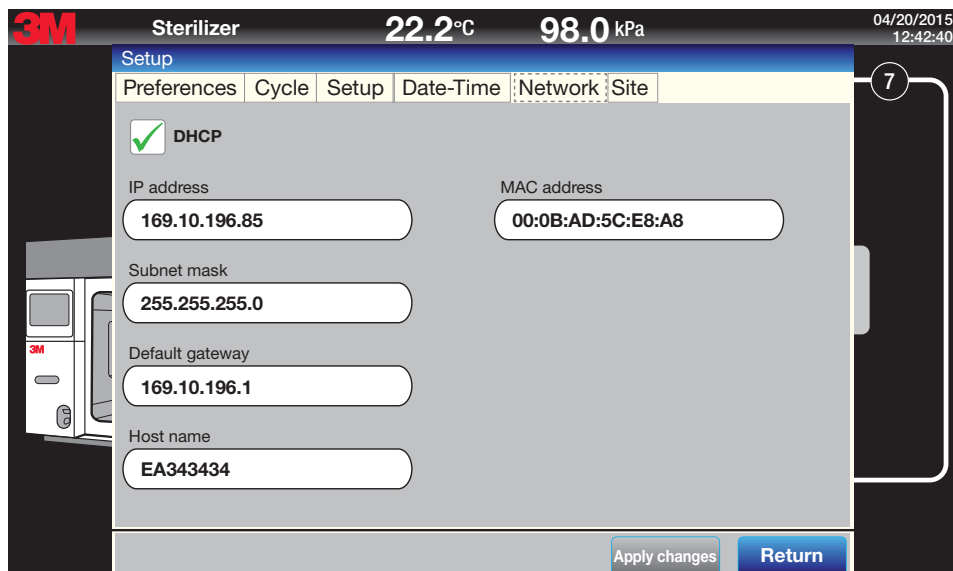 3M Sterilizer 22.2°C 98.0 kPa 04/20/2015
12:42:40
Setup
Preferences Cycle Setup Date-Time Network Site
7
DHCP
IP address MAC address
169.10.196.85 00:0B:AD:5C:E8:A8
Subnet mask
255.255.255.0
3M
Default gateway
169.10.196.1
Host name
EA343434
Apply changes Return